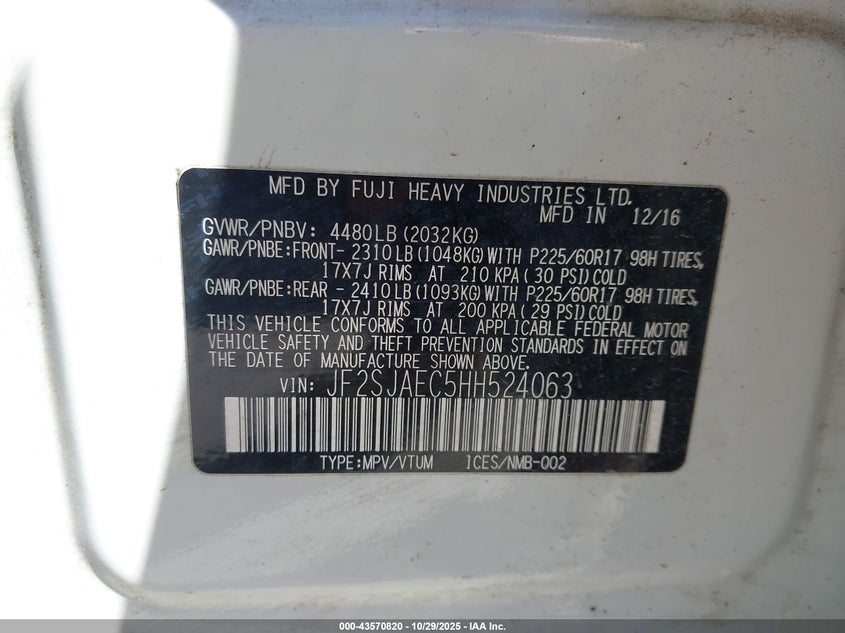 MFD BY FUJI HEAVY INDUSTRIES LTD.
MFD IN 12/16
GVWR/PNBV: 4480LB (2032KG)
GAWR/PNBE:FRONT- 2310LB (1048KG) WITH P225/60R17 98H TIRES,
17X7J RIMS AT 210 KPA ( 30 PSI) COLD
GAWR/PNBE:REAR - 2410LB (1093KG) WITH P225/60R17 98H TIRES,
17X7J RIMS AT 200 KPA ( 29 PSI) COLD
THIS VEHICLE CONFORMS TO ALL APPLICABLE FEDERAL MOTOR
VEHICLE SAFETY AND THEFT PREVENTION STANDARDS IN EFFECT ON
THE DATE OF MANUFACTURE SHOWN ABOVE.
VIN: JF2SJAEC5HH524063
TYPE:MPV/VTUM ICES/NMB-002
000-43570820 - 10/29/2025 - IAA Inc.